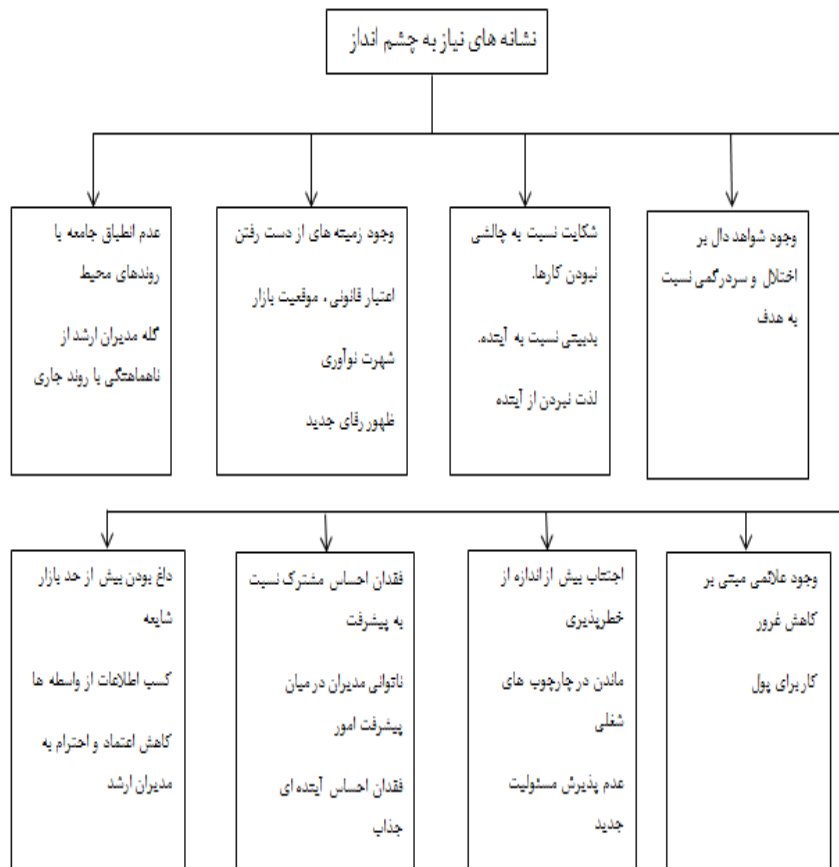 نشانه های نیاز به چشم انداز
وجود شواهد دال بر
اختلال و سردرگمی نسبت
به هدف
شکایت نسبت به چالشی
نبودن کارها.
بدبینی نسبت به آینده.
لذت نبردن از آینده
وجود زمینه های از دست رفتن
اعتبار قانونی ، موقعیت بازار
شهرت نوآوری
ظهور رقای جدید
عدم انطباق جامعه با
روندهای محیط
گله مدیران ارشد از
ناهماهنگی با روند جاری
وجود علائمی مبنی بر
کاهش غرور
کار برای پول
اجتناب بیش از اندازه از
خطرپذیری
ماندن در چارچوب های
شغلی
عدم پذیرش مسئولیت
جدید
فقدان احساس مشترک نسبت
به پیشرفت
ناتوانی مدیران در میان
پیشرفت امور
فقدان احساس آینده ای
جذاب
داغ بودن بیش از حد بازار
شایعه
کسب اطلاعات از واسطه ها
کاهش اعتماد و احترام به
مدیران ارشد